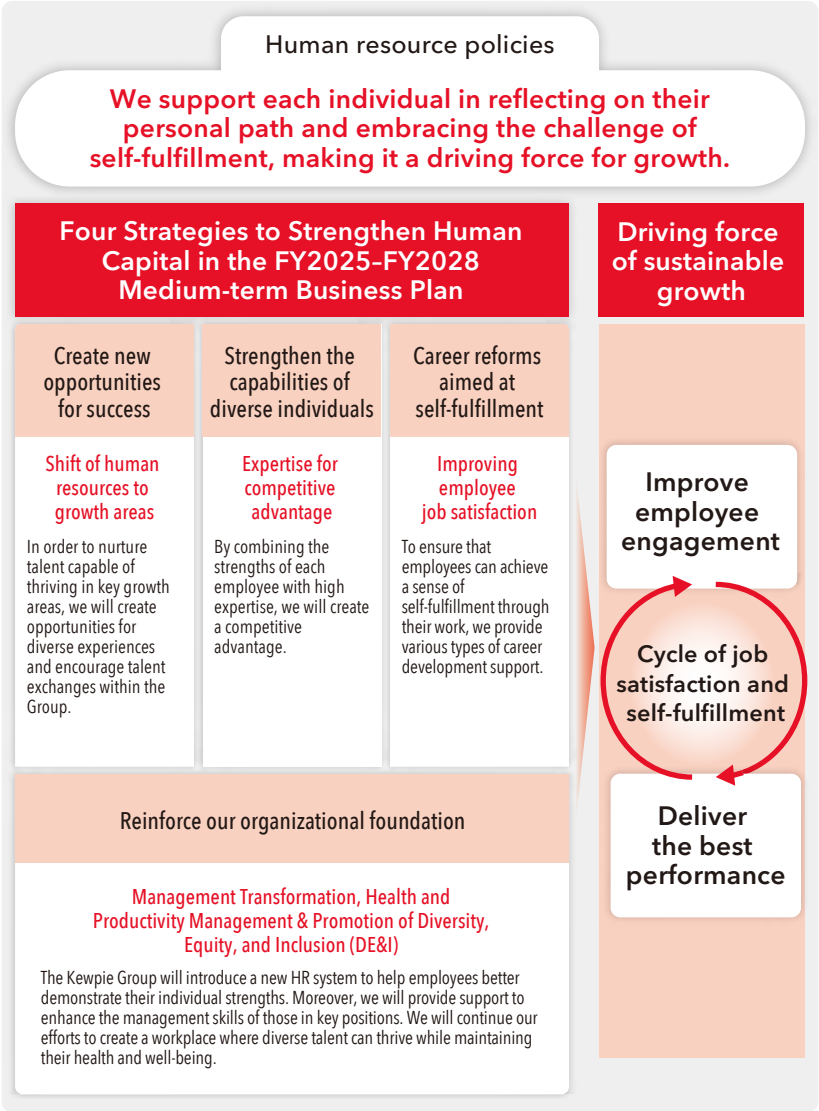 Human resource policies
We support each individual in reflecting on their
personal path and embracing the challenge of
self-fulfillment, making it a driving force for growth.
Four Strategies to Strengthen Human
Capital in the FY2025–FY2028
Medium-term Business Plan
Create new
opportunities
for success
Shift of human
resources to
growth areas
In order to nurture
talent capable of
thriving in key growth
areas, we will create
opportunities for
diverse experiences
and encourage talent
exchanges within the
Group.
Strengthen the
capabilities of
diverse individuals
Expertise for
competitive
advantage
By combining the
strengths of each
employee with high
expertise, we will create
a competitive
advantage.
Career reforms
aimed at
self-fulfillment
Improving
employee
job satisfaction
To ensure that
employees can achieve
a sense of
self-fulfillment through
their work, we provide
various types of career
development support.
Reinforce our organizational foundation
Management Transformation, Health and
Productivity Management & Promotion of Diversity,
Equity, and Inclusion (DE&I)
The Kewpie Group will introduce a new HR system to help employees better
demonstrate their individual strengths. Moreover, we will provide support to
enhance the management skills of those in key positions. We will continue our
efforts to create a workplace where diverse talent can thrive while maintaining
their health and well-being.
Driving force
of sustainable
growth
Improve
employee
engagement
Cycle of job
satisfaction and
self-fulfillment
Deliver
the best
performance